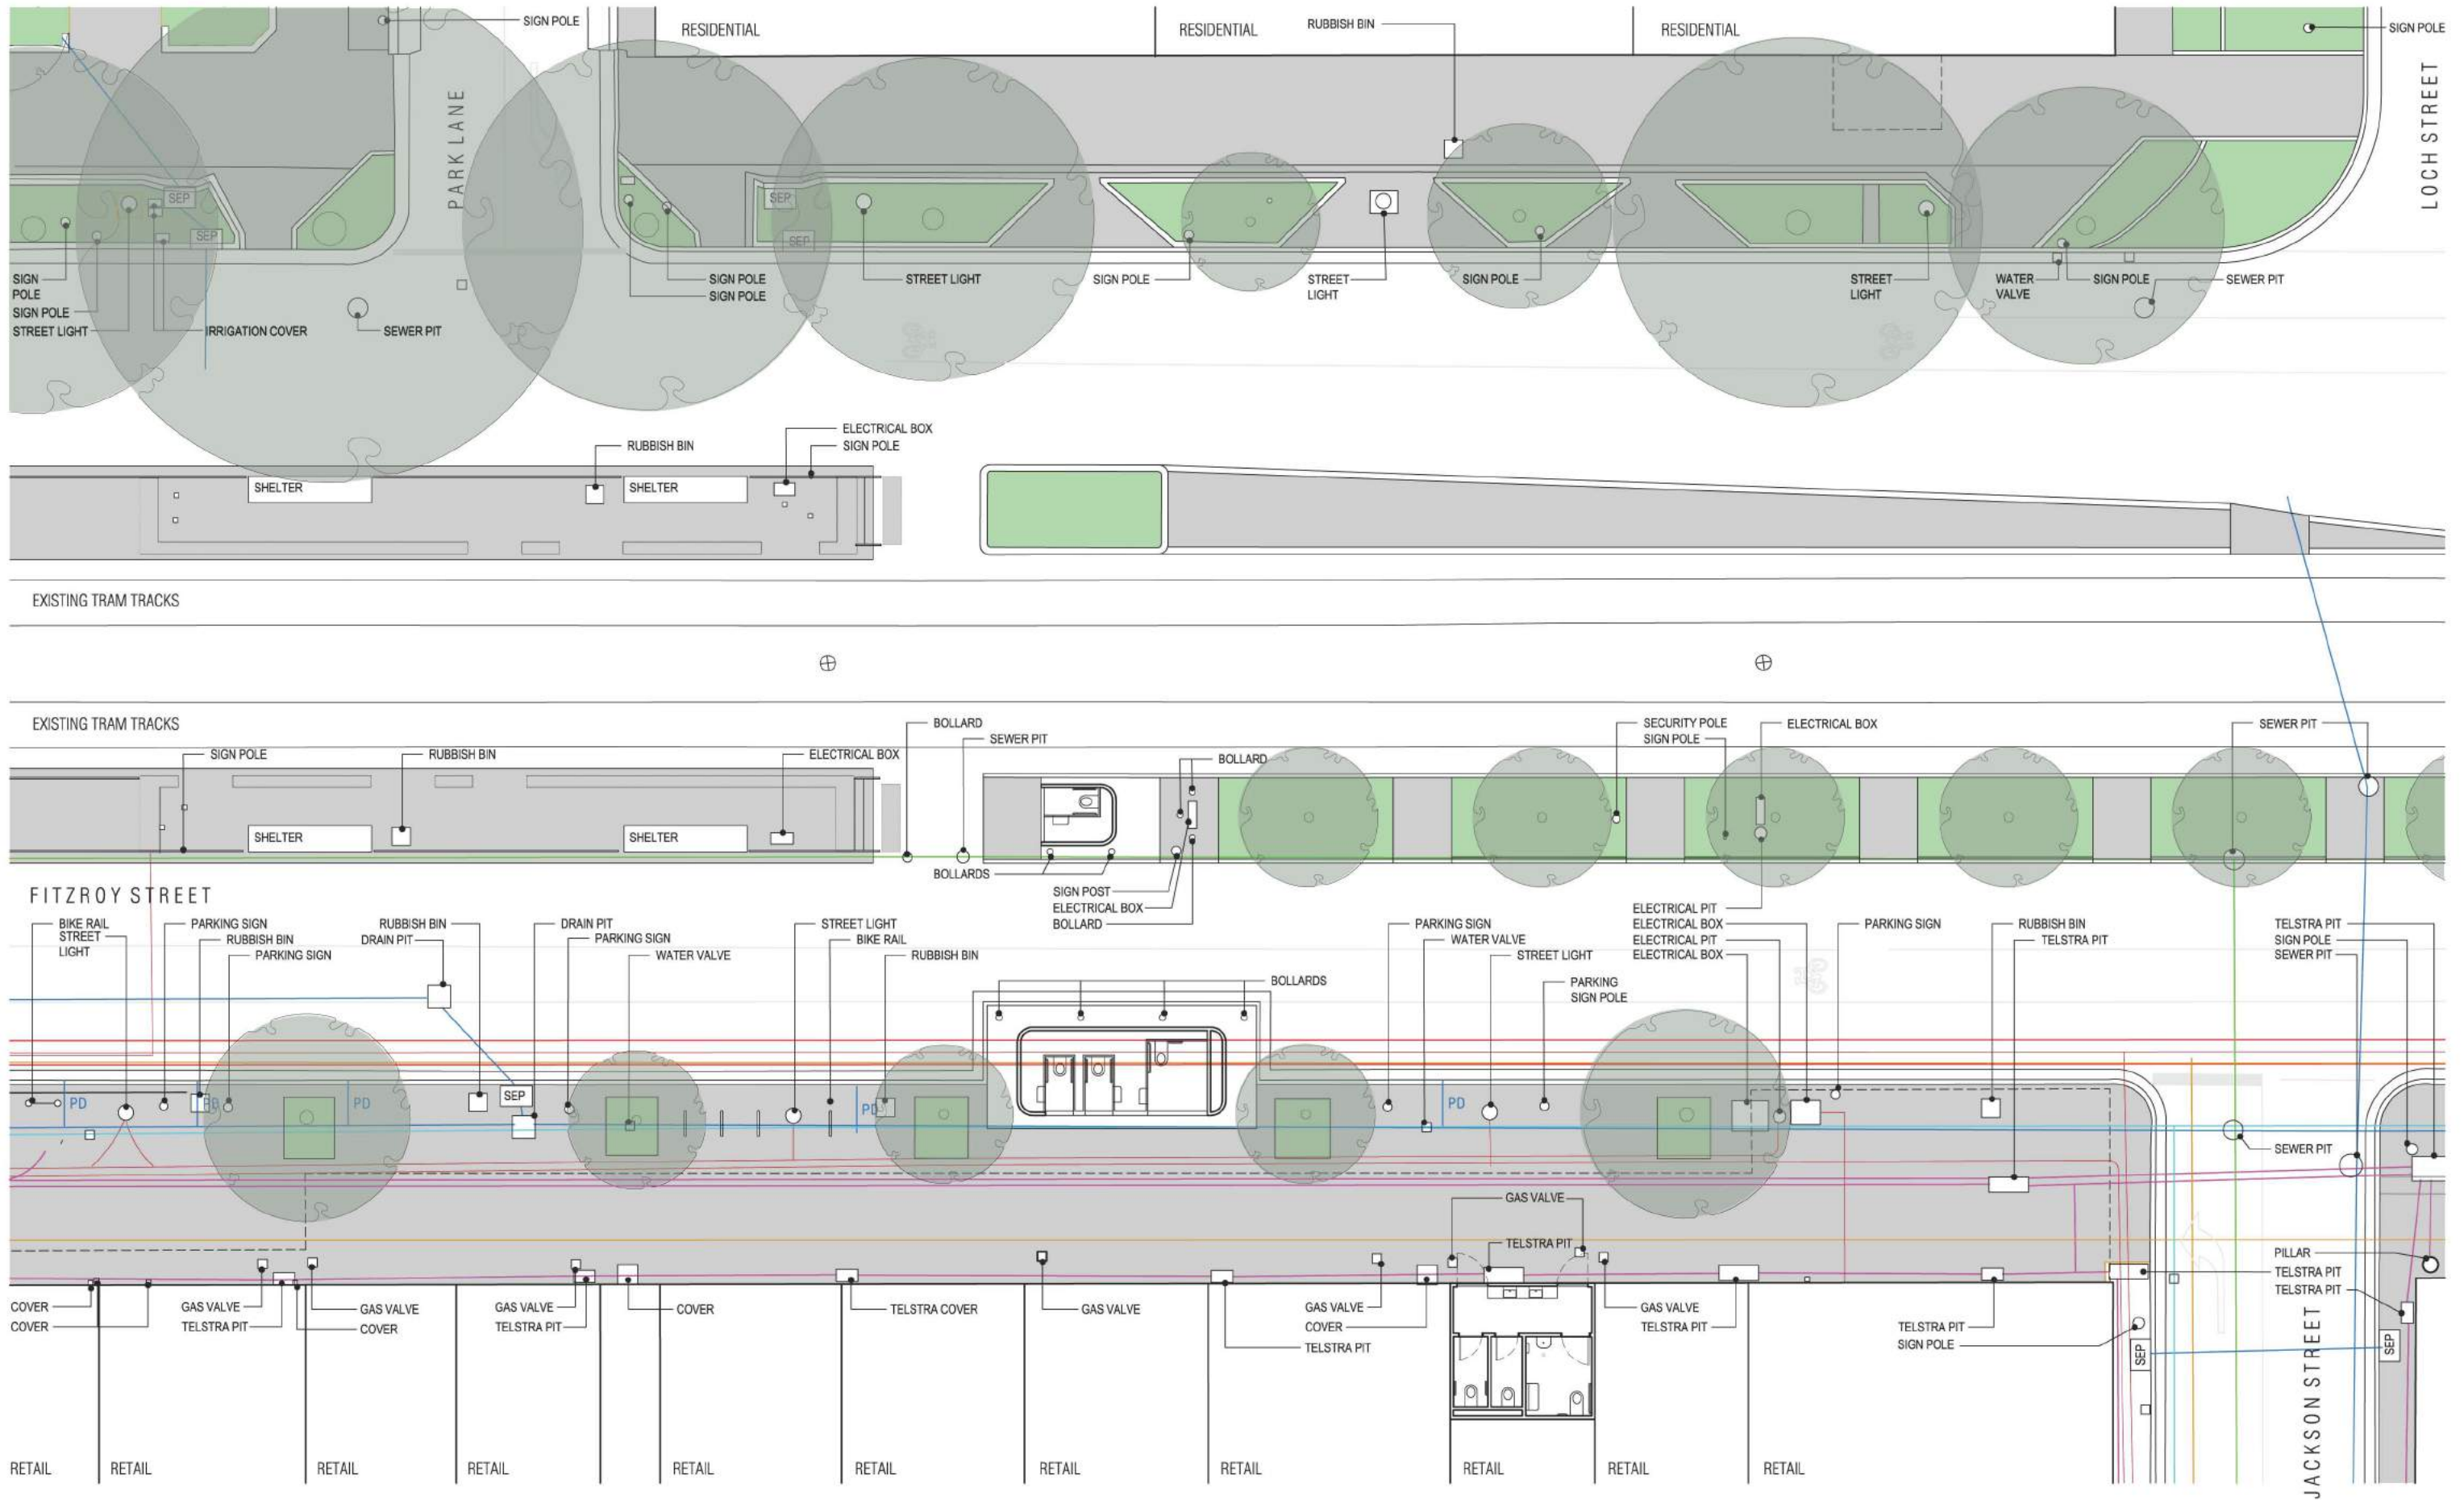 SIGN POLE
RESIDENTIAL
RESIDENTIAL
RUBBISH BIN
RESIDENTIAL
SIGN POLE
PARK LANE
LOCH STREET
SEP
SEP
SEP
SEP
SIGN
POLE
SIGN POLE
STREET LIGHT
IRRIGATION COVER
SEWER PIT
SIGN POLE
SIGN POLE
STREET LIGHT
SIGN POLE
STREET
LIGHT
SIGN POLE
STREET
LIGHT
WATER
VALVE
SIGN POLE
SEWER PIT
RUBBISH BIN
ELECTRICAL BOX
SIGN POLE
SHELTER
SHELTER
EXISTING TRAM TRACKS
EXISTING TRAM TRACKS
SIGN POLE
RUBBISH BIN
ELECTRICAL BOX
BOLLARD
SEWER PIT
BOLLARD
SECURITY POLE
SIGN POLE
ELECTRICAL BOX
SEWER PIT
SHELTER
SHELTER
BOLLARDS
SIGN POST
ELECTRICAL BOX
BOLLARD
FITZROY STREET
BIKE RAIL
STREET
LIGHT
PARKING SIGN
RUBBISH BIN
PARKING SIGN
RUBBISH BIN
DRAIN PIT
DRAIN PIT
PARKING SIGN
WATER VALVE
STREET LIGHT
BIKE RAIL
RUBBISH BIN
BOLLARDS
PARKING SIGN
WATER VALVE
STREET LIGHT
PARKING
SIGN POLE
ELECTRICAL PIT
ELECTRICAL BOX
ELECTRICAL PIT
ELECTRICAL BOX
PARKING SIGN
RUBBISH BIN
TELSTRA PIT
TELSTRA PIT
SIGN POLE
SEWER PIT
PD
PD
PD
SEP
PD
PD
SEWER PIT
GAS VALVE
TELSTRA PIT
PILLAR
TELSTRA PIT
TELSTRA PIT
COVER
COVER
GAS VALVE
TELSTRA PIT
GAS VALVE
COVER
GAS VALVE
TELSTRA PIT
COVER
TELSTRA COVER
GAS VALVE
GAS VALVE
COVER
TELSTRA PIT
GAS VALVE
TELSTRA PIT
TELSTRA PIT
SIGN POLE
SEP
SEP
JACKSON STREET
RETAIL
RETAIL
RETAIL
RETAIL
RETAIL
RETAIL
RETAIL
RETAIL
RETAIL
RETAIL
RETAIL